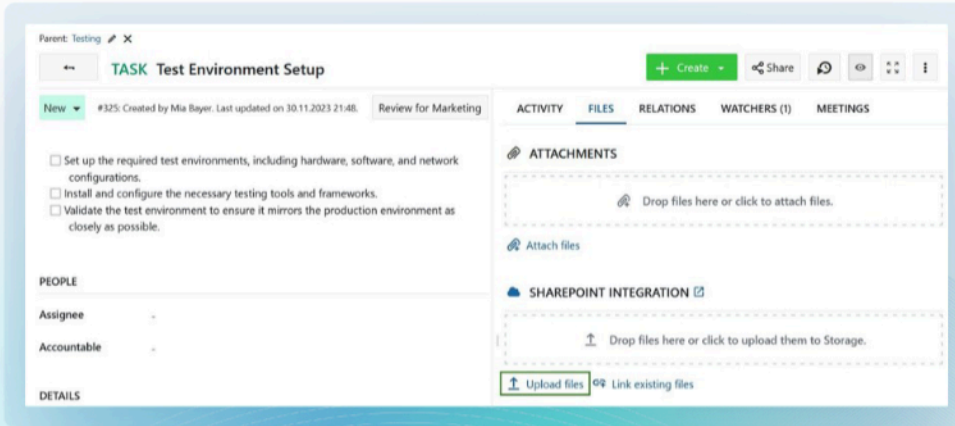 Parent: Testing
TASK Test Environment Setup
Create
Share
New
#325: Created by Mia Bayer. Last updated on 30.11.2023 21:48.
Review for Marketing
Set up the required test environments, including hardware, software, and network
configurations.
Install and configure the necessary testing tools and frameworks.
Validate the test environment to ensure it mirrors the production environment as
closely as possible.
PEOPLE
Assignee -
Accountable -
DETAILS
ACTIVITY FILES RELATIONS WATCHERS (1) MEETINGS
ATTACHMENTS
Drop files here or click to attach files.
Attach files
SHAREPOINT INTEGRATION
Drop files here or click to upload them to Storage.
Upload files Link existing files